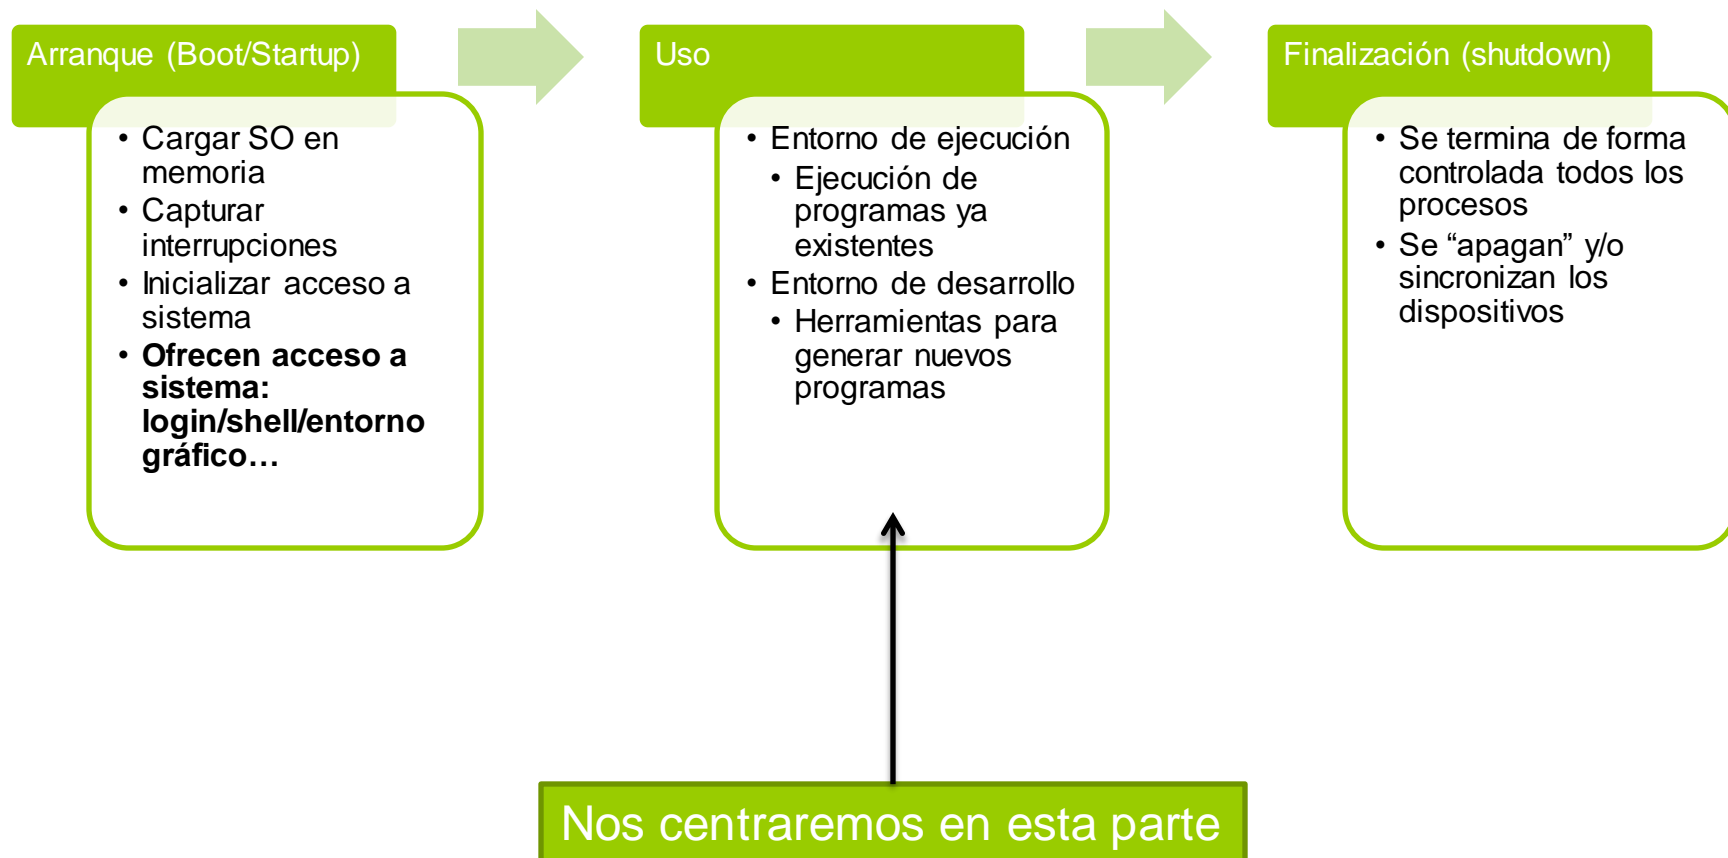 Arranque (Boot/Startup)
• Cargar SO en
memoria
• Capturar
interrupciones
• Inicializar acceso a
sistema
• Ofrecen acceso a
sistema:
login/shell/entorno
gráfico…
Uso
• Entorno de ejecución
• Ejecución de
programas ya
existentes
• Entorno de desarrollo
• Herramientas para
generar nuevos
programas
Finalización (shutdown)
• Se termina de forma
controlada todos los
procesos
• Se “apagan” y/o
sincronizan los
dispositivos
Nos centraremos en esta parte